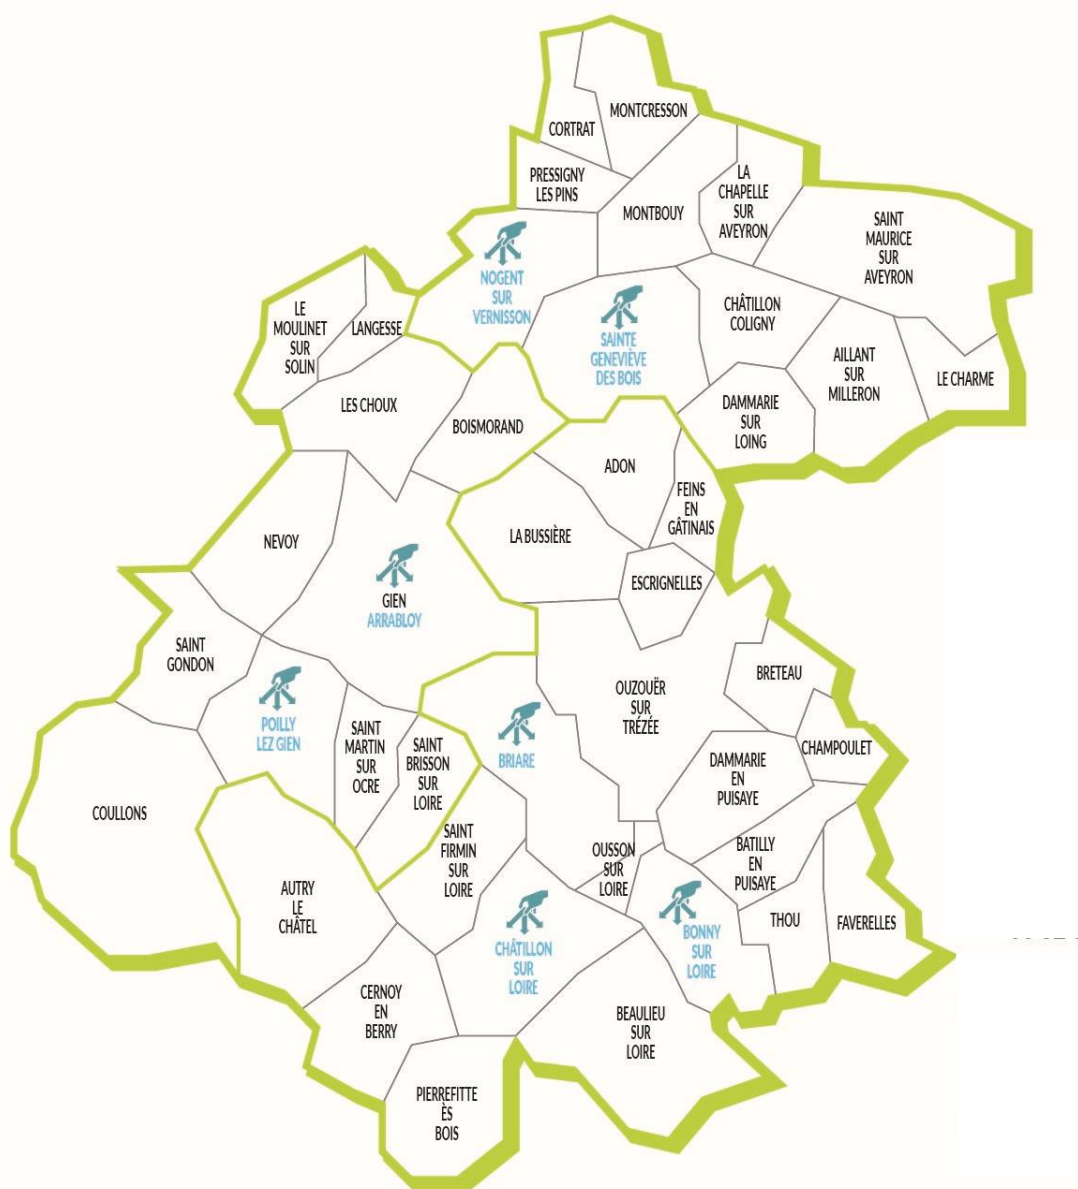 MONTCRESSON
CORTRAT
PRESSIGNY
LES PINS
LA
CHAPELLE
SUR
AVEYRON
MONTBOUY
SAINT
MAURICE
SUR
AVEYRON
NOGENT
SUR
VERNISSON
LE
MOULINET
SUR
SOLIN
LANGESSE
SAINTE
GENEVIÈVE
DES BOIS
CHÂTILLON
COLIGNY
AILLANT
SUR
MILLERON
LE CHARME
LES CHOUX
BOISMORAND
DAMMARIE
SUR
LOING
ADON
FEINS
EN
GÂTINAIS
NEVOY
LA BUSSIÈRE
ESCRIGNELLES
GIEN
ARRABLOY
SAINT
GONDON
POILLY
LEZ GIEN
SAINT
MARTIN
SUR
OCRE
SAINT
BRISSON
SUR
LOIRE
BRIARE
OUZOUËR
SUR
TRÉZÉE
BRETEAU
CHAMPOULET
DAMMARIE
EN
PUISAYE
COULLONS
SAINT
FIRMIN
SUR
LOIRE
OUSSON
SUR
LOIRE
BATILLY
EN
PUISAYE
AUTRY
LE
CHÂTEL
CHÂTILLON
SUR
LOIRE
BONNY
SUR
LOIRE
THOU
FAVERELLES
CERNOY
EN
BERRY
BEAULIEU
SUR
LOIRE
PIERREFITTE
ÈS
BOIS